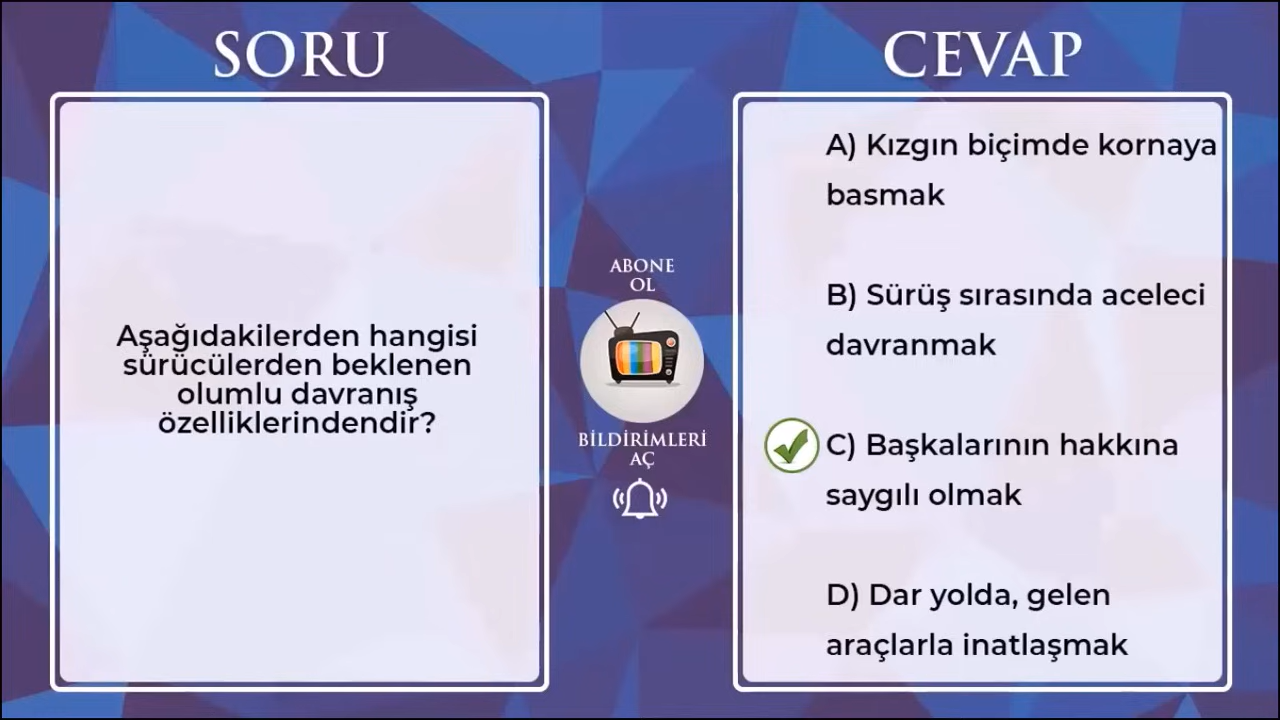 SORU
Aşağıdakilerden hangisi
sürücülerden beklenen
olumlu davranış
özelliklerindendir?
ABONE
OL
BİLDİRİMLERİ
AÇ
CEVAP
A) Kızgın biçimde kornaya
basmak
B) Sürüş sırasında aceleci
davranmak
C) Başkalarının hakkına
saygılı olmak
D) Dar yolda, gelen
araçlarla inatlaşmak